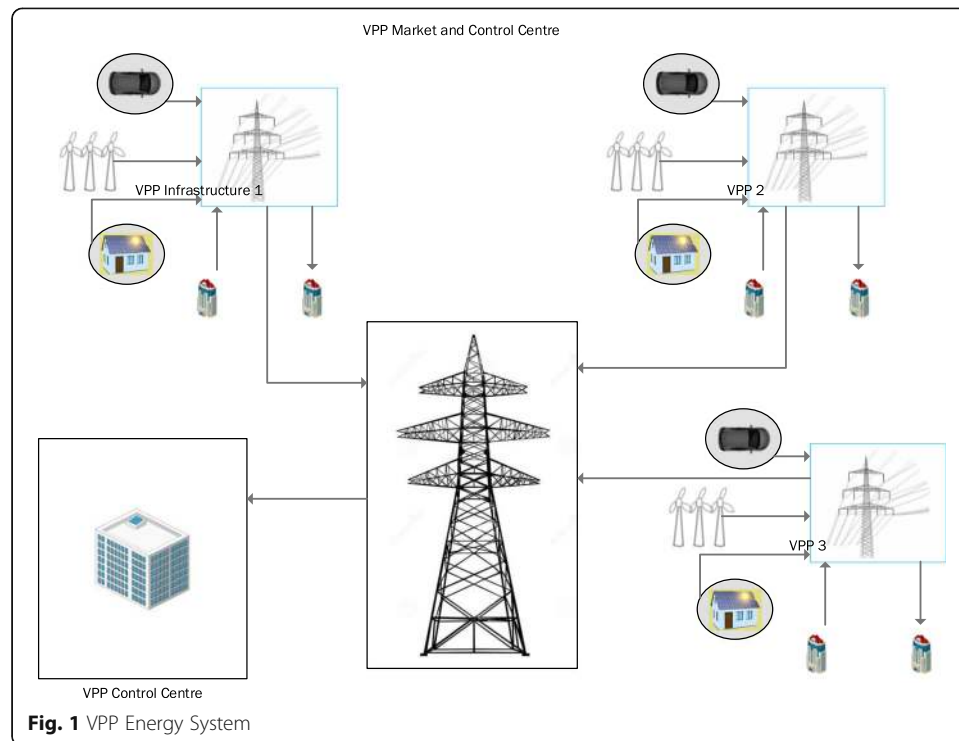 VPP Market and Control Centre
VPP Infrastructure 1
VPP 2
VPP 3
VPP Control Centre
Fig. 1 VPP Energy System